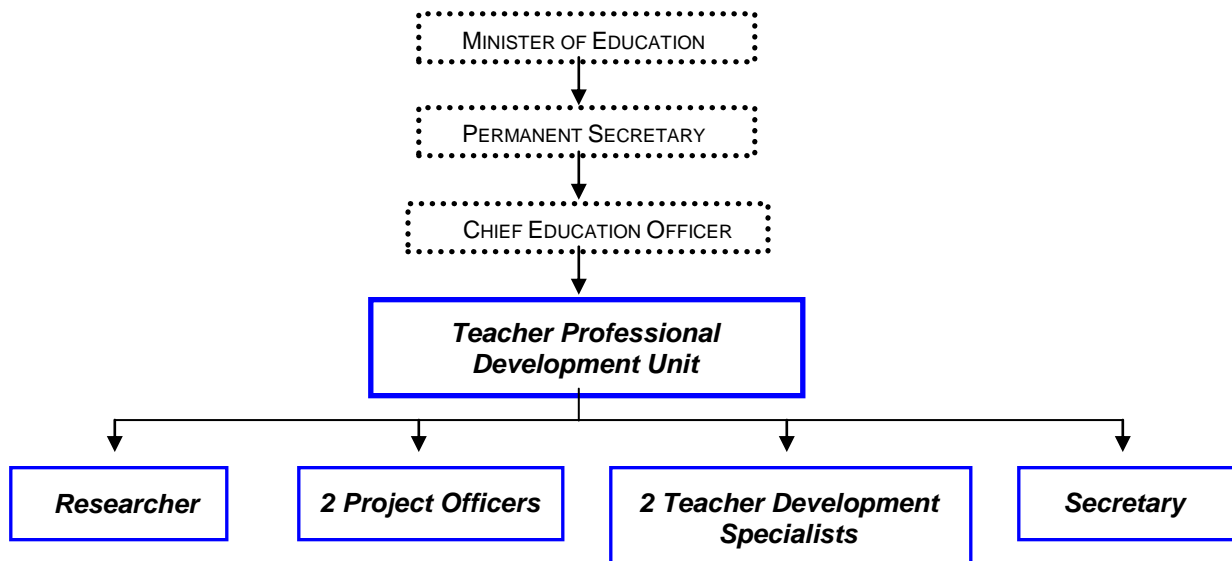 MINISTER OF EDUCATION
PERMANENT SECRETARY
CHIEF EDUCATION OFFICER
Teacher Professional
Development Unit
Researcher
2 Project Officers
2 Teacher Development
Specialists
Secretary